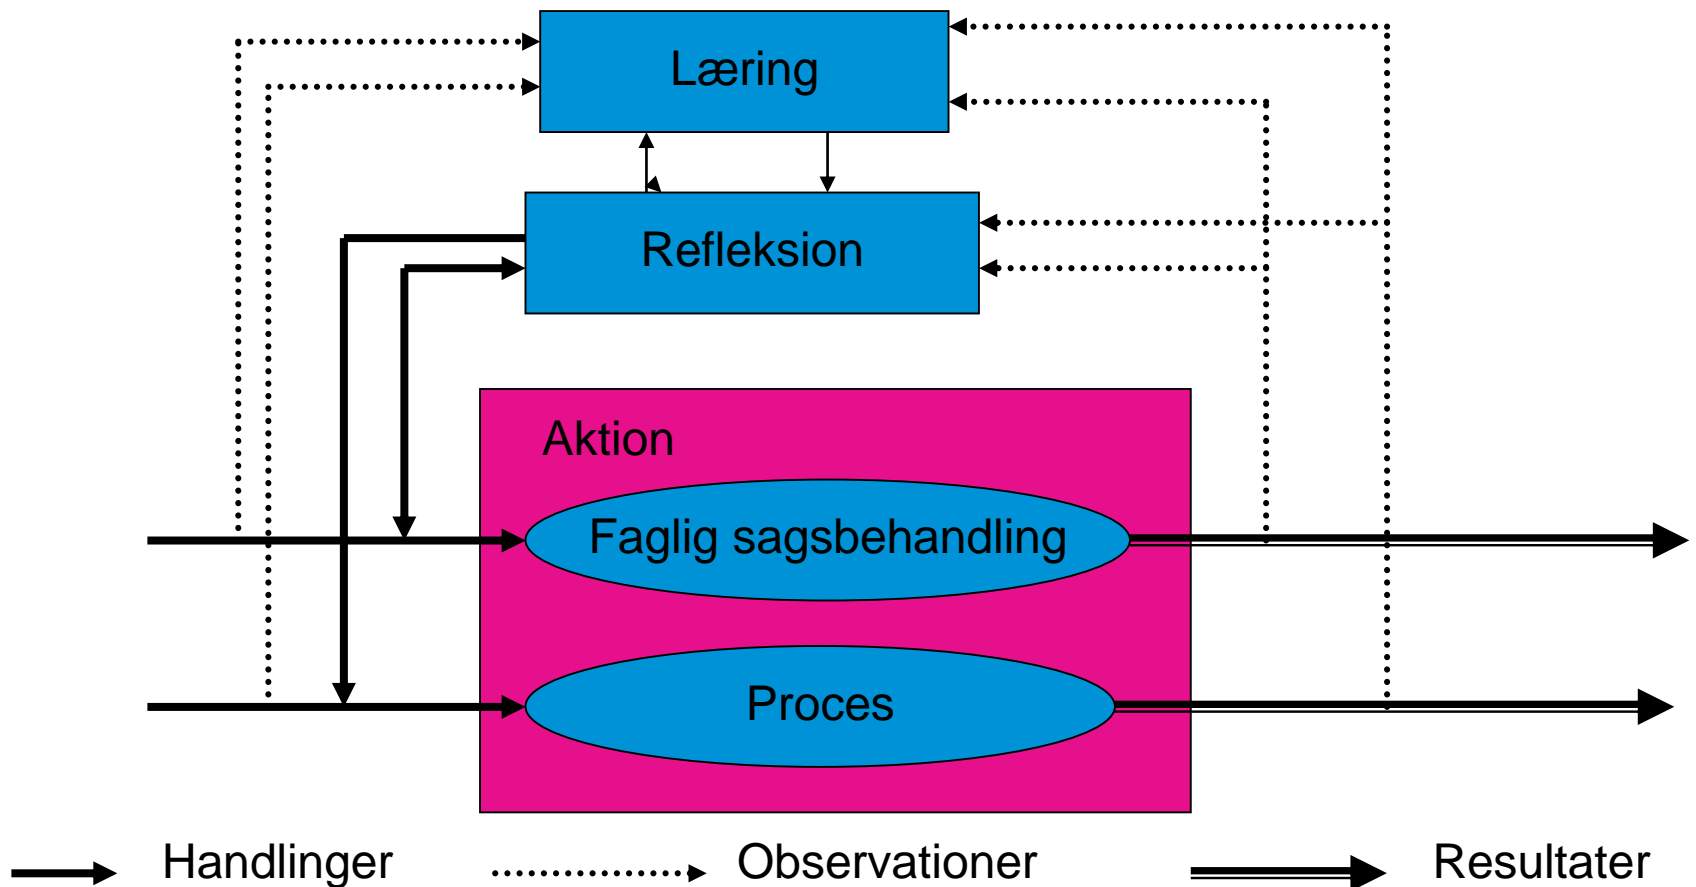 Læring
Refleksion
Aktion
Faglig sagsbehandling
Proces
Handlinger
Observationer
Resultater